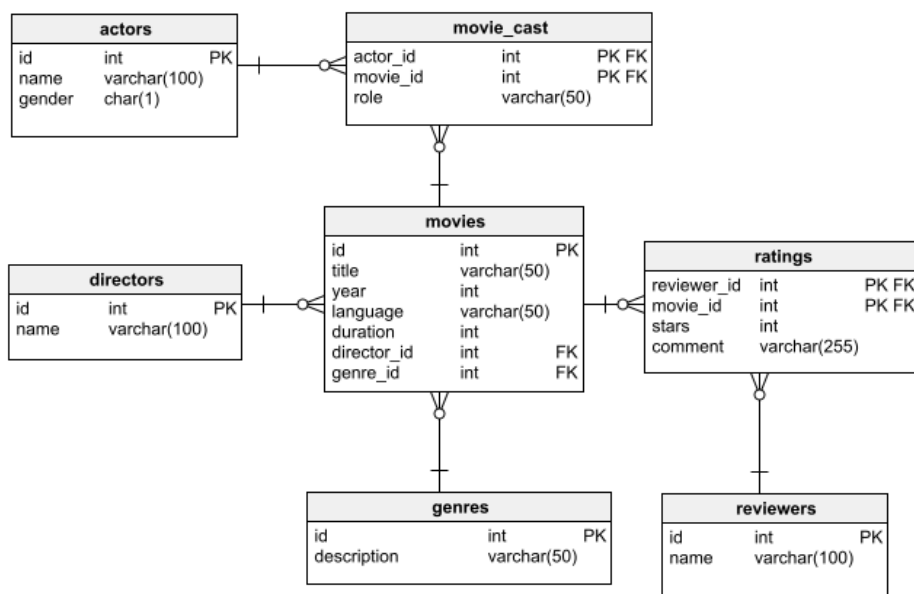 actors
id int PK
name varchar(100)
gender char(1)
movie_cast
actor_id int PK FK
movie_id int PK FK
role varchar(50)
movies
id int PK
title varchar(50)
year int
language varchar(50)
duration int
director_id int FK
genre_id int FK
directors
id int PK
name varchar(100)
ratings
reviewer_id int PK FK
movie_id int PK FK
stars int
comment varchar(255)
genres
id int PK
description varchar(50)
reviewers
id int PK
name varchar(100)